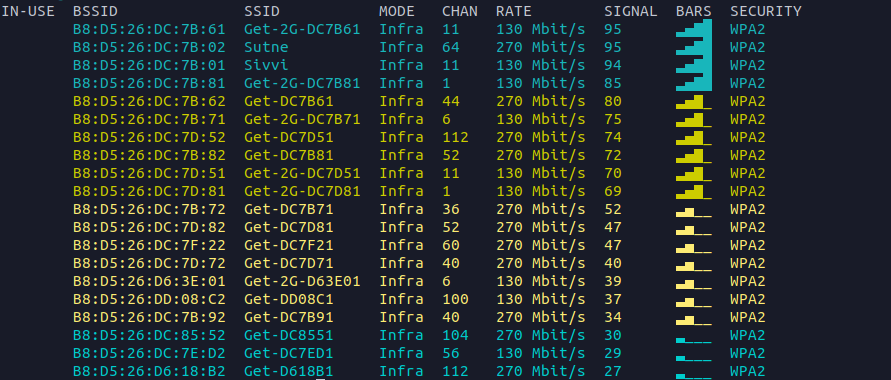 IN-USE BSSID SSID MODE CHAN RATE SIGNAL BARS SECURITY
B8:D5:26:DC:7B:61 Get-2G-DC7B61 Infra 11 130 Mbit/s 95 ▂▄▆█ WPA2
B8:D5:26:DC:7B:02 Sutne Infra 64 270 Mbit/s 95 ▂▄▆█ WPA2
B8:D5:26:DC:7B:01 Sivvi Infra 11 130 Mbit/s 94 ▂▄▆█ WPA2
B8:D5:26:DC:7B:81 Get-2G-DC7B81 Infra 1 130 Mbit/s 85 ▂▄▆█ WPA2
B8:D5:26:DC:7B:62 Get-DC7B61 Infra 44 270 Mbit/s 80 ▂▄▆_ WPA2
B8:D5:26:DC:7B:71 Get-2G-DC7B71 Infra 6 130 Mbit/s 75 ▂▄▆_ WPA2
B8:D5:26:DC:7D:52 Get-DC7D51 Infra 112 270 Mbit/s 74 ▂▄▆_ WPA2
B8:D5:26:DC:7B:82 Get-DC7B81 Infra 52 270 Mbit/s 72 ▂▄▆_ WPA2
B8:D5:26:DC:7D:51 Get-2G-DC7D51 Infra 11 130 Mbit/s 70 ▂▄▆_ WPA2
B8:D5:26:DC:7D:81 Get-2G-DC7D81 Infra 1 130 Mbit/s 69 ▂▄▆_ WPA2
B8:D5:26:DC:7B:72 Get-DC7B71 Infra 36 270 Mbit/s 52 ▂▄__ WPA2
B8:D5:26:DC:7D:82 Get-DC7D81 Infra 52 270 Mbit/s 47 ▂▄__ WPA2
B8:D5:26:DC:7F:22 Get-DC7F21 Infra 60 270 Mbit/s 47 ▂▄__ WPA2
B8:D5:26:DC:7D:72 Get-DC7D71 Infra 40 270 Mbit/s 40 ▂▄__ WPA2
B8:D5:26:D6:3E:01 Get-2G-D63E01 Infra 6 130 Mbit/s 39 ▂▄__ WPA2
B8:D5:26:DD:08:C2 Get-DD08C1 Infra 100 130 Mbit/s 37 ▂▄__ WPA2
B8:D5:26:DC:7B:92 Get-DC7B91 Infra 40 270 Mbit/s 34 ▂▄__ WPA2
B8:D5:26:DC:85:52 Get-DC8551 Infra 104 270 Mbit/s 30 ▂___ WPA2
B8:D5:26:DC:7E:D2 Get-DC7ED1 Infra 56 130 Mbit/s 29 ▂___ WPA2
B8:D5:26:D6:18:B2 Get-D618B1 Infra 112 270 Mbit/s 27 ▂___ WPA2